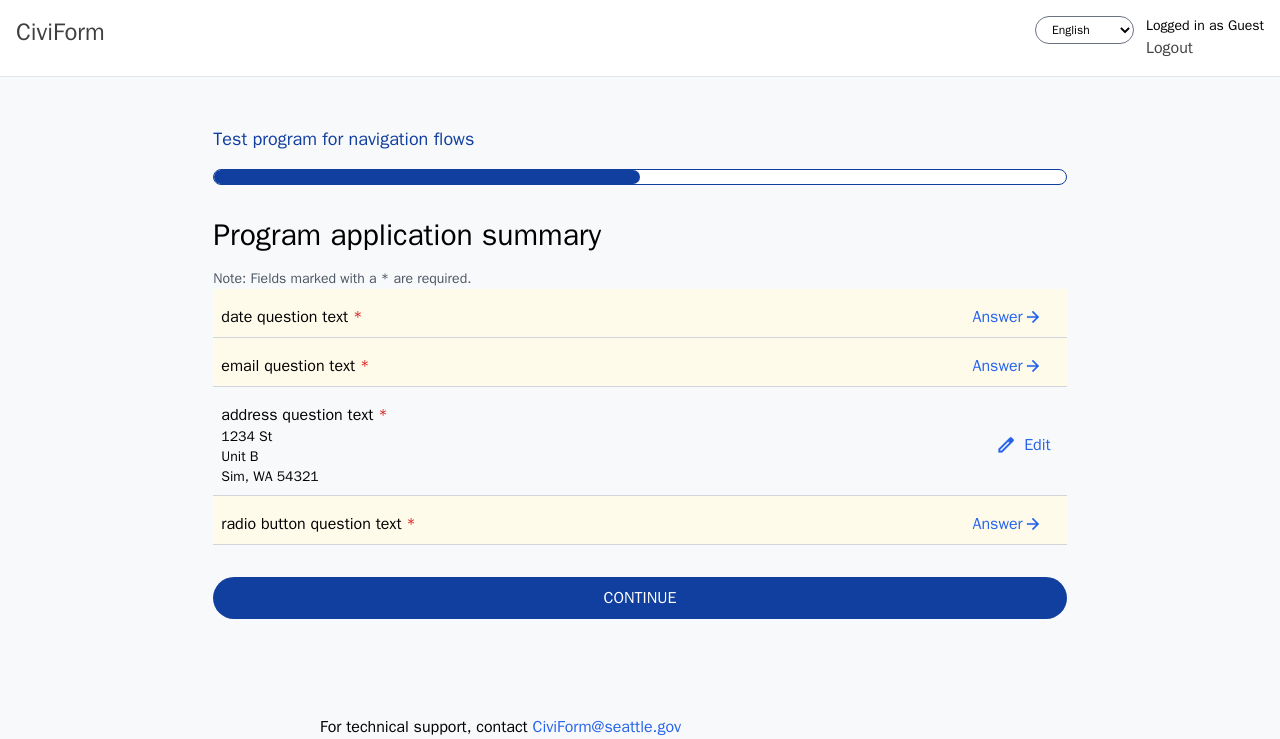 CiviForm
English
Logged in as Guest
Logout
Test program for navigation flows
Program application summary
Note: Fields marked with a * are required.
date question text *
Answer
email question text *
Answer
address question text *
1234 St
Unit B
Sim, WA 54321
Edit
radio button question text *
Answer
CONTINUE
For technical support, contact CiviForm@seattle.gov